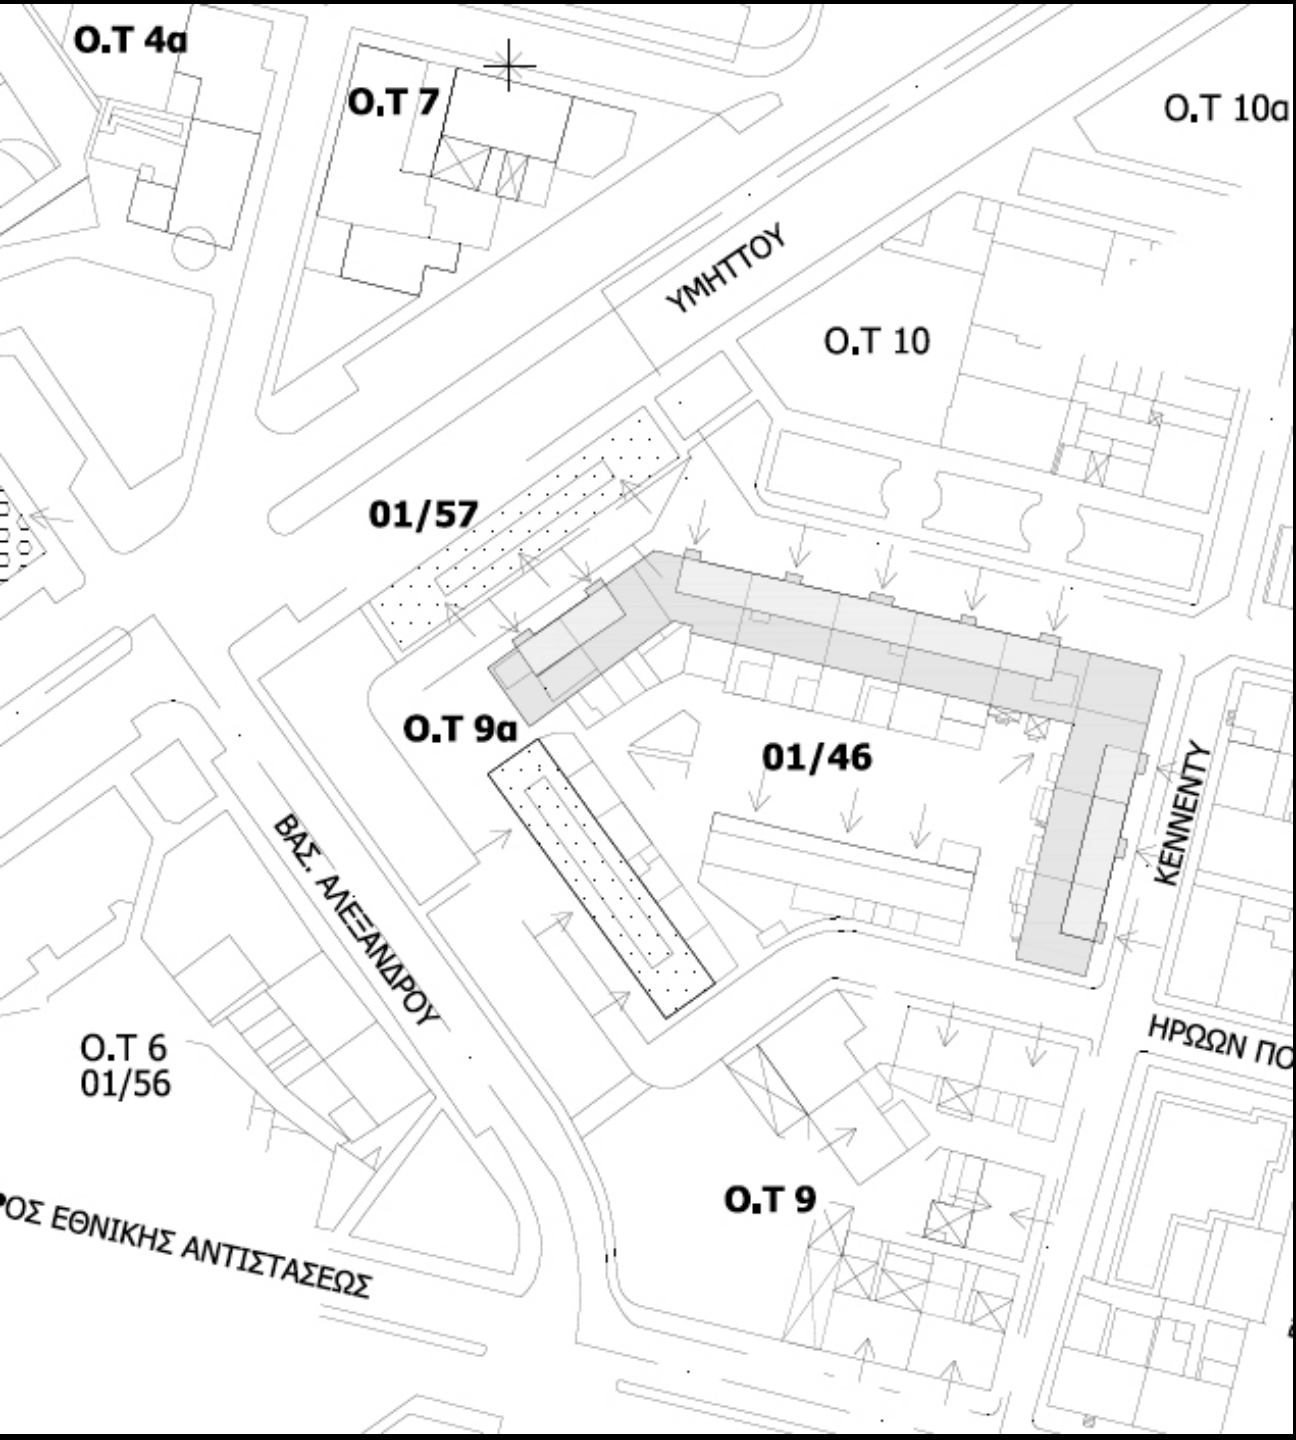 Ο.Τ 4α
Ο.Τ 7
Ο.Τ 10α
ΥΜΗΤΤΟΥ
Ο.Τ 10
01/57
Ο.Τ 9α
01/46
ΚΕΝΝΕΝΤΥ
ΒΑΣ. ΑΛΕΞΑΝΔΡΟΥ
ΗΡΩΩΝ ΠΟ
Ο.Τ 6
01/56
Ο.Τ 9
ΡΟΣ ΕΘΝΙΚΗΣ ΑΝΤΙΣΤΑΣΕΩΣ